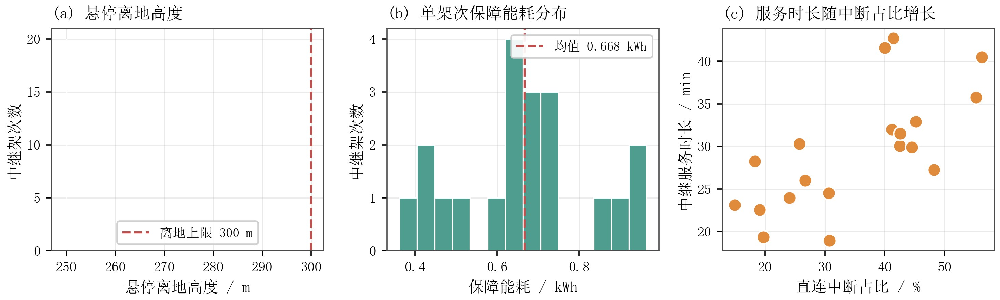 (a) 悬停离地高度
20
15
10
5
0
中继架次数
离地上限 300 m
250 260 270 280 290 300
悬停离地高度 / m
(b) 单架次保障能耗分布
4
3
2
1
0
中继架次数
均值 0.668 kWh
0.4 0.6 0.8
保障能耗 / kWh
(c) 服务时长随中断占比增长
40
35
30
25
20
中继服务时长 / min
20 30 40 50
直连中断占比 / %